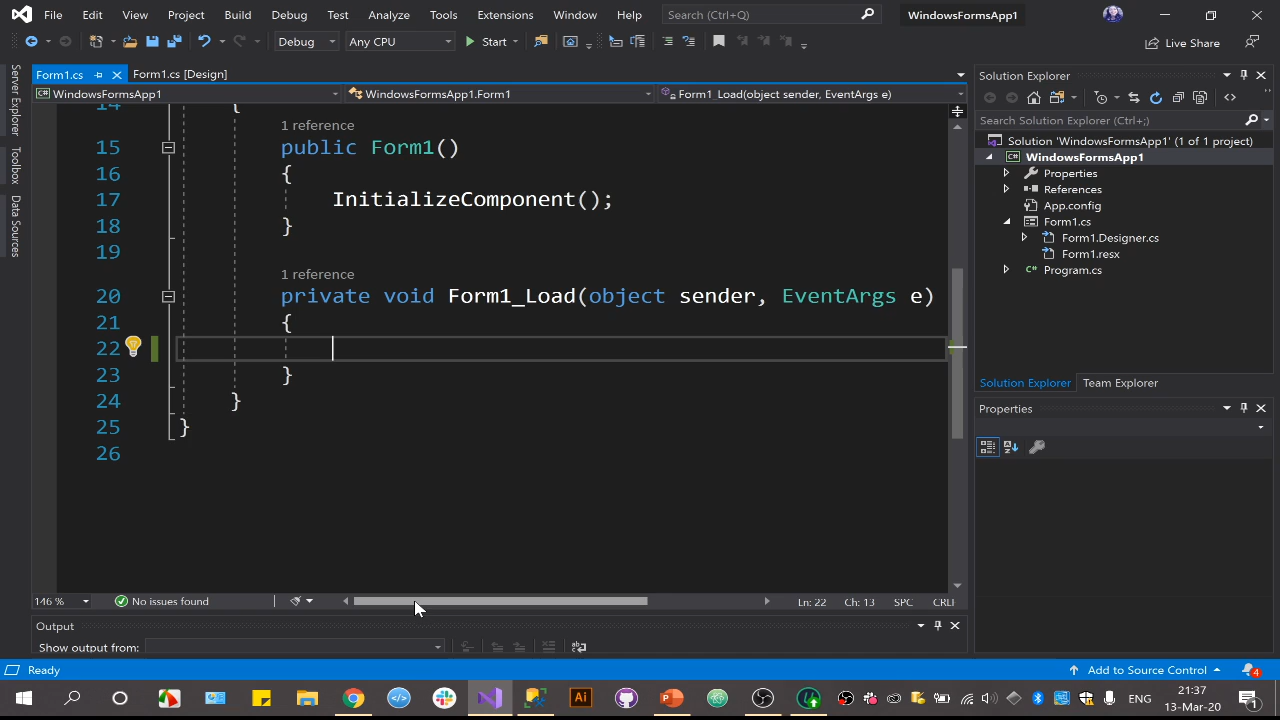 File Edit View Project Build Debug Test Analyze Tools Extensions Window Help Search (Ctrl+Q) WindowsFormsApp1
Debug Any CPU Start Live Share
Server Explorer
Toolbox
Data Sources
Form1.cs Form1.cs [Design]
WindowsFormsApp1 WindowsFormsApp1.Form1 Form1_Load(object sender, EventArgs e)
14 {
1 reference
15 public Form1()
16 {
17 InitializeComponent();
18 }
19
1 reference
20 private void Form1_Load(object sender, EventArgs e)
21 {
22
23 }
24 }
25 }
26
146 % No issues found Ln: 22 Ch: 13 SPC CRLF
Output
Show output from:
Solution Explorer
Search Solution Explorer (Ctrl+;)
Solution 'WindowsFormsApp1' (1 of 1 project)
WindowsFormsApp1
Properties
References
App.config
Form1.cs
Form1.Designer.cs
Form1.resx
Program.cs
Solution Explorer Team Explorer
Properties
Ready Add to Source Control 4
Ai ENG 21:37
13-Mar-20 1